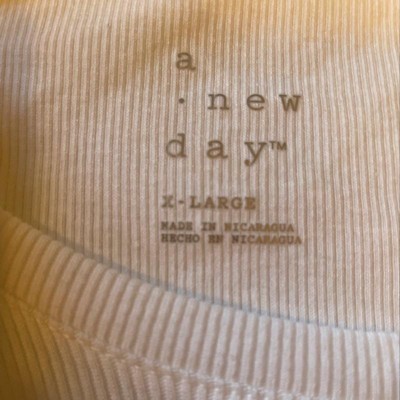 a
· new
day™
X-LARGE
MADE IN NICARAGUA
HECHO EN NICARAGUA